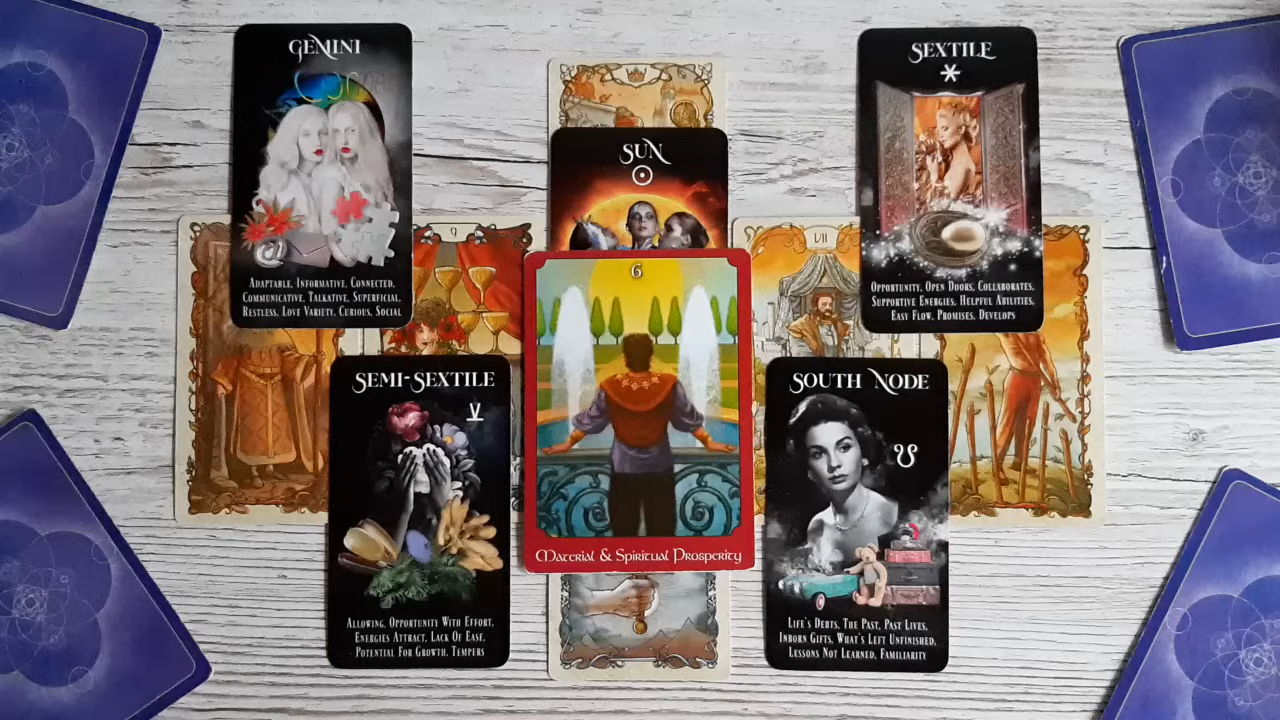 GEMINI
ADAPTABLE, INFORMATIVE, CONNECTED,
COMMUNICATIVE, TALKATIVE, SUPERFICIAL,
RESTLESS, LOVE VARIETY, CURIOUS, SOCIAL
SUN
SEXTILE
OPPORTUNITY, OPEN DOORS, COLLABORATES,
SUPPORTIVE ENERGIES, HELPFUL ABILITIES,
EASY FLOW, PROMISES, DEVELOPS
9
VII
6
MATERIAL & SPIRITUAL PROSPERITY
SEMI-SEXTILE
ALLOWING, OPPORTUNITY WITH EFFORT,
ENERGIES ATTRACT, LACK OF EASE,
POTENTIAL FOR GROWTH, TEMPERS
SOUTH NODE
LIFE'S DEBTS, THE PAST, PAST LIVES,
INBORN GIFTS, WHAT'S LEFT UNFINISHED,
LESSONS NOT LEARNED, FAMILIARITY